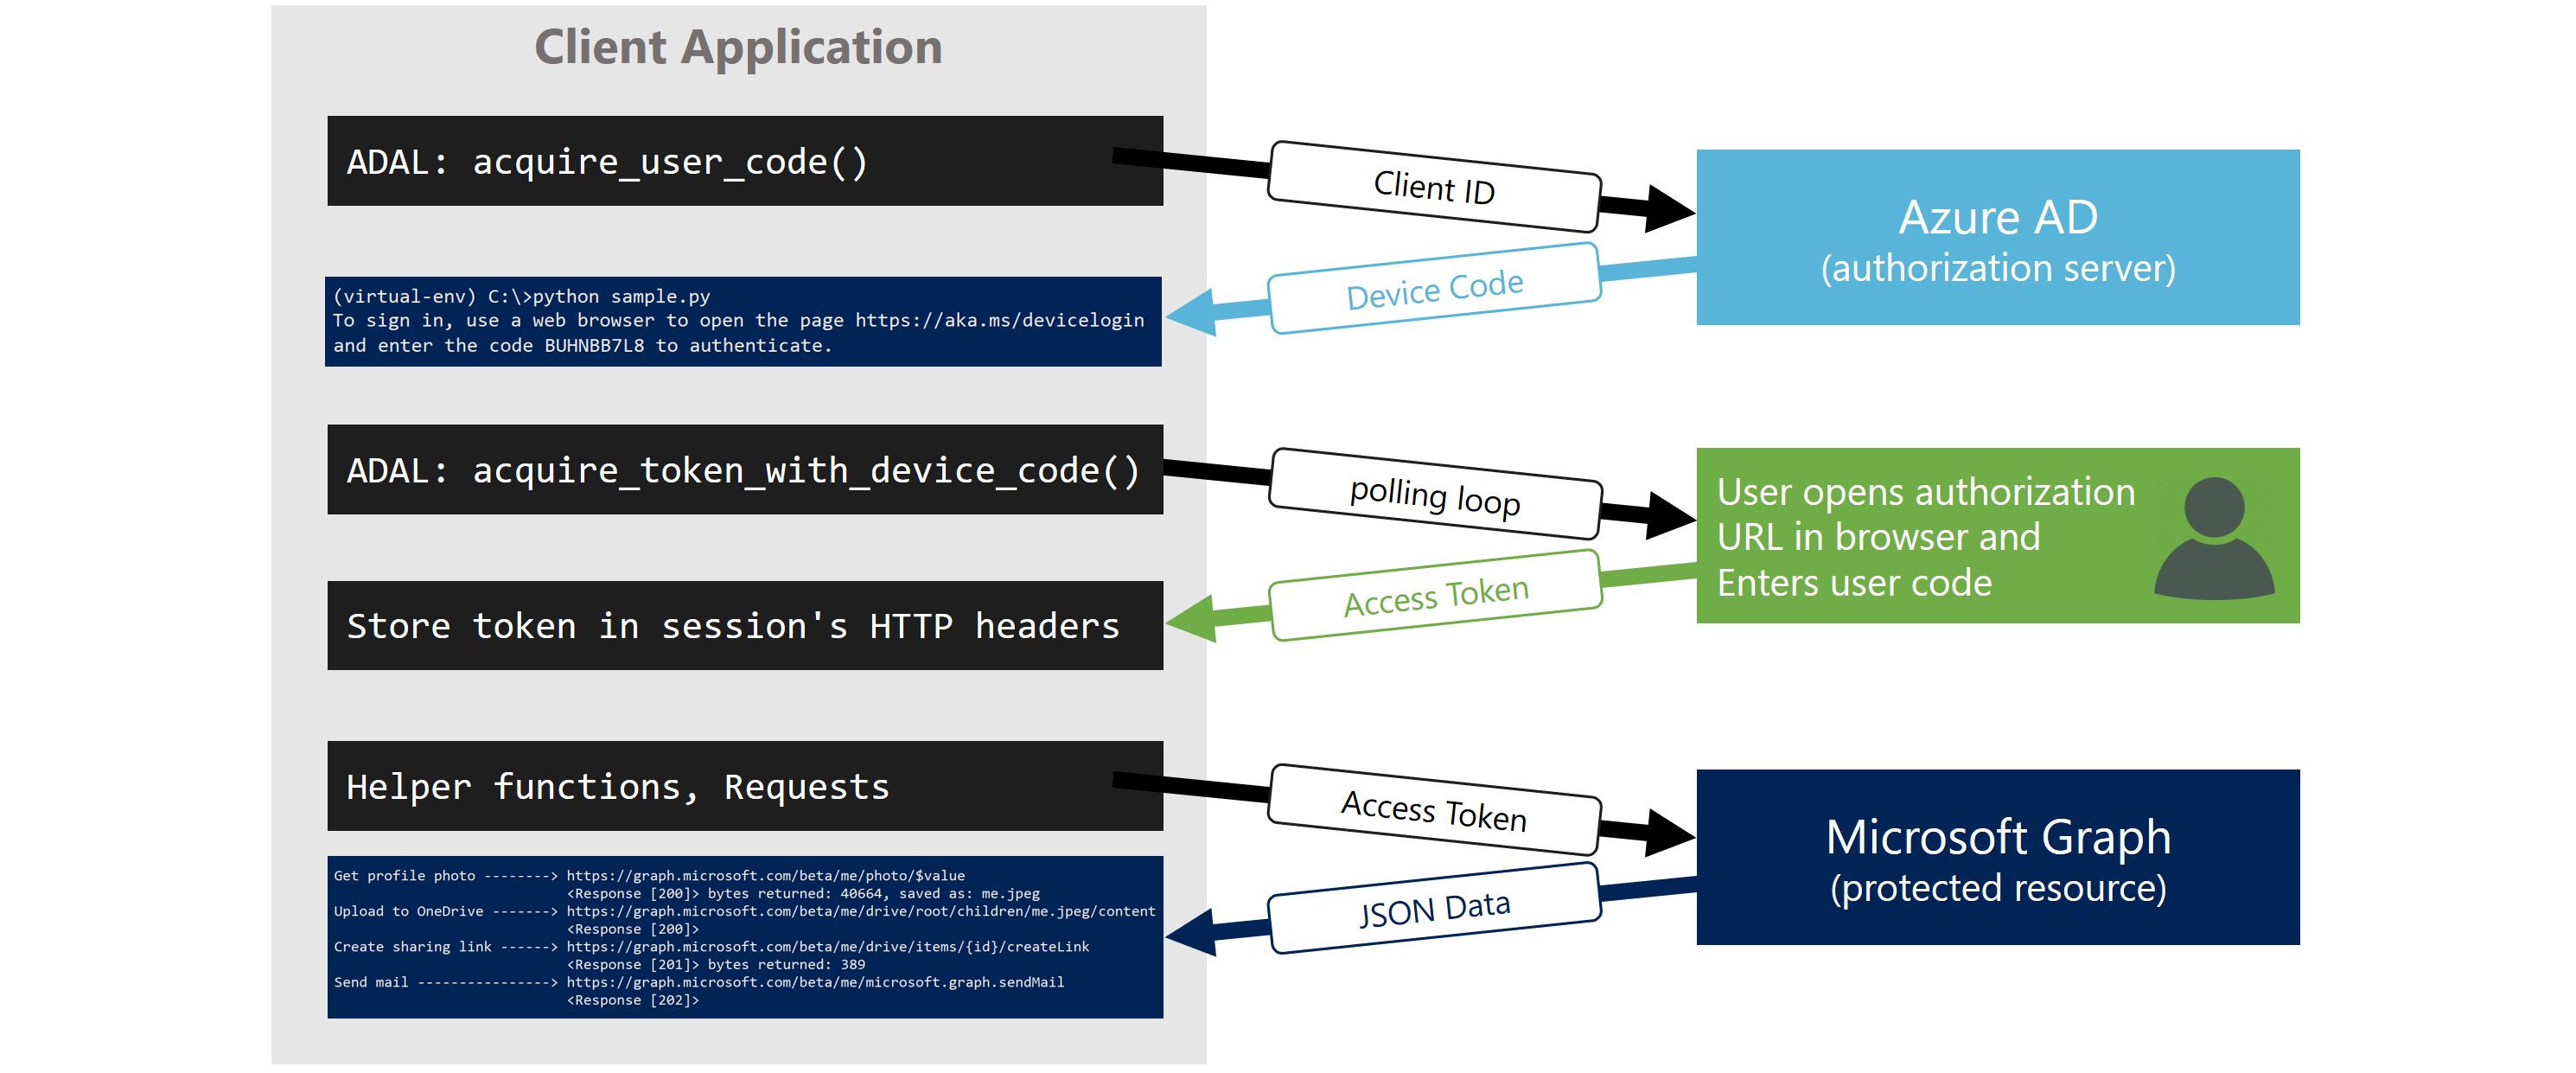 Client Application
ADAL: acquire_user_code()
Client ID
Azure AD
(authorization server)
Device Code
(virtual-env) C:\>python sample.py
To sign in, use a web browser to open the page https://aka.ms/devicelogin
and enter the code BUHNBB7L8 to authenticate.
ADAL: acquire_token_with_device_code()
polling loop
User opens authorization
URL in browser and
Enters user code
Access Token
Store token in session's HTTP headers
Helper functions, Requests
Access Token
Microsoft Graph
(protected resource)
JSON Data
Get profile photo --------> https://graph.microsoft.com/beta/me/photo/$value
<Response [200]> bytes returned: 40664, saved as: me.jpeg
Upload to OneDrive -------> https://graph.microsoft.com/beta/me/drive/root/children/me.jpeg/content
<Response [200]>
Create sharing link ------> https://graph.microsoft.com/beta/me/drive/items/{id}/createLink
<Response [201]> bytes returned: 389
Send mail ----------------> https://graph.microsoft.com/beta/me/microsoft.graph.sendMail
<Response [202]>